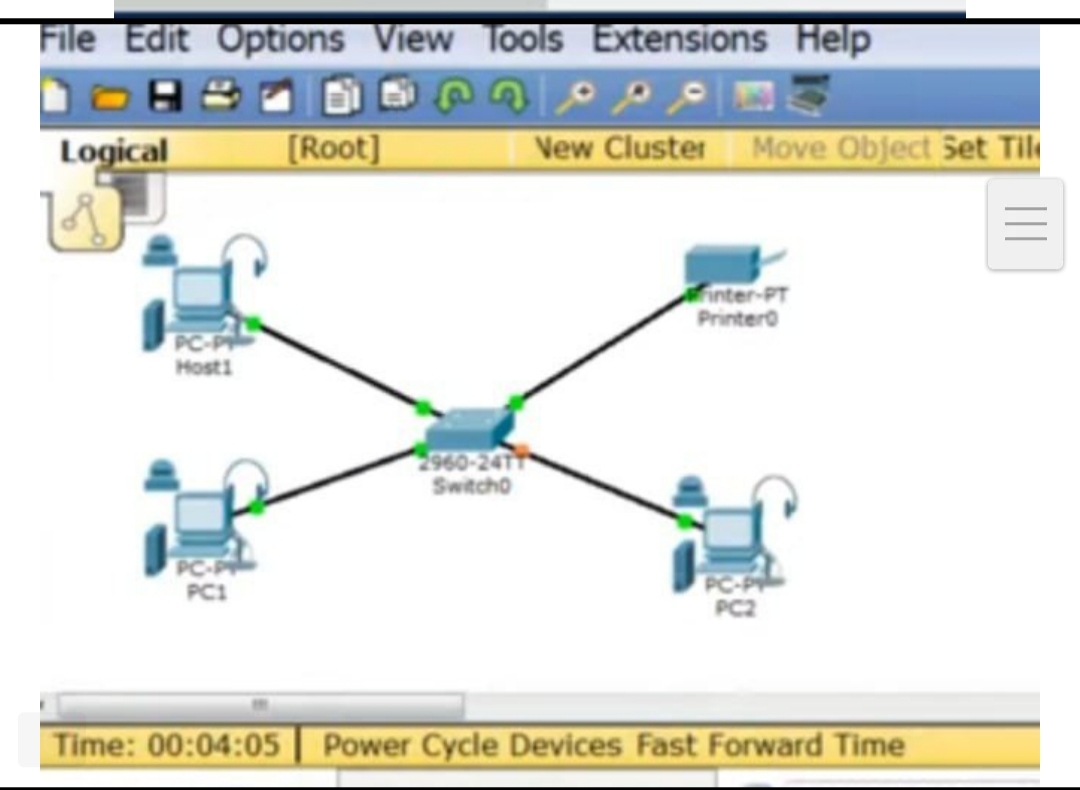 File Edit Options View Tools Extensions Help
Logical [Root] New Cluster Move Object Set Tile
PC-PT
Host1
Printer-PT
Printer0
2960-24TT
Switch0
PC-PT
PC1
PC-PT
PC2
Time: 00:04:05 Power Cycle Devices Fast Forward Time